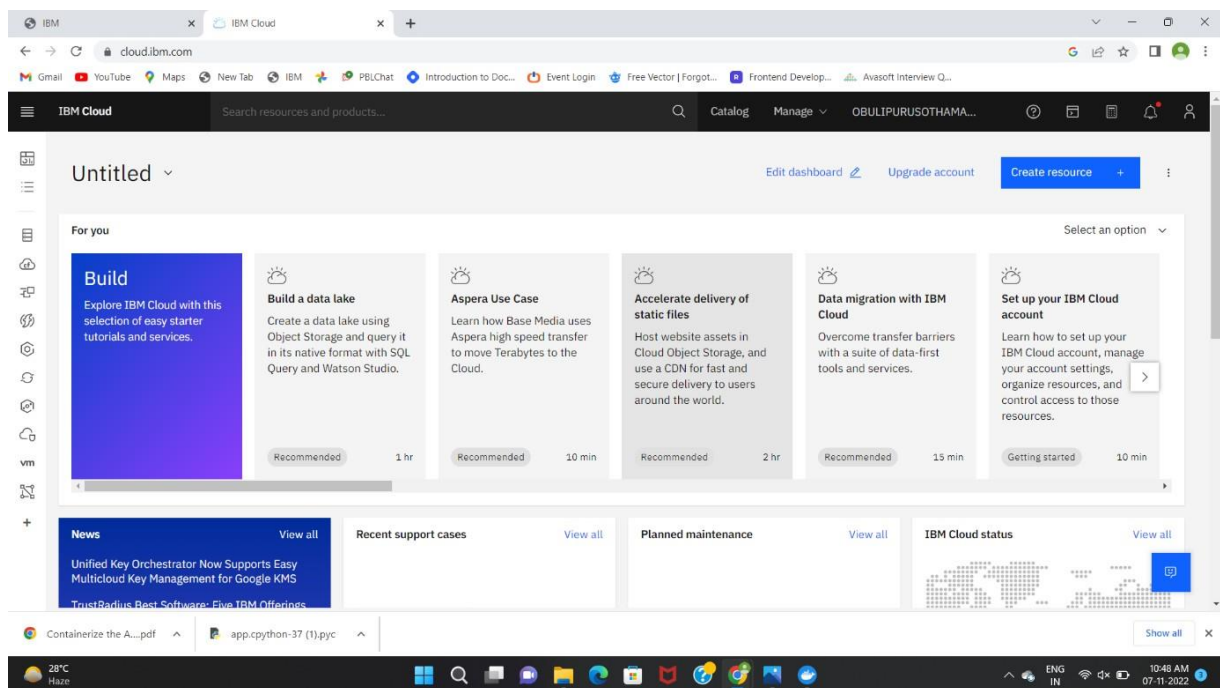 IBM
IBM Cloud
cloud.ibm.com
Gmail YouTube Maps New Tab IBM PBLChat Introduction to Doc... Event Login Free Vector | Forgot... Frontend Develop... Avasoft Interview Q...
IBM Cloud
Search resources and products...
Catalog
Manage
OBULIPURUSOTHAMA...
Untitled
Edit dashboard
Upgrade account
Create resource +
For you
Select an option
Build
Explore IBM Cloud with this
selection of easy starter
tutorials and services.
Build a data lake
Create a data lake using
Object Storage and query it
in its native format with SQL
Query and Watson Studio.
Recommended 1 hr
Aspera Use Case
Learn how Base Media uses
Aspera high speed transfer
to move Terabytes to the
Cloud.
Recommended 10 min
Accelerate delivery of
static files
Host website assets in
Cloud Object Storage, and
use a CDN for fast and
secure delivery to users
around the world.
Recommended 2 hr
Data migration with IBM
Cloud
Overcome transfer barriers
with a suite of data-first
tools and services.
Recommended 15 min
Set up your IBM Cloud
account
Learn how to set up your
IBM Cloud account, manage
your account settings,
organize resources, and
control access to those
resources.
Getting started 10 min
vm
News View all
Unified Key Orchestrator Now Supports Easy
Multicloud Key Management for Google KMS
TrustRadius Best Software: Five IBM Offerings
Recent support cases View all
Planned maintenance View all
IBM Cloud status View all
Containerize the A....pdf
app.cpython-37 (1).pyc
Show all
28°C
Haze
ENG
IN
10:48 AM
07-11-2022
3